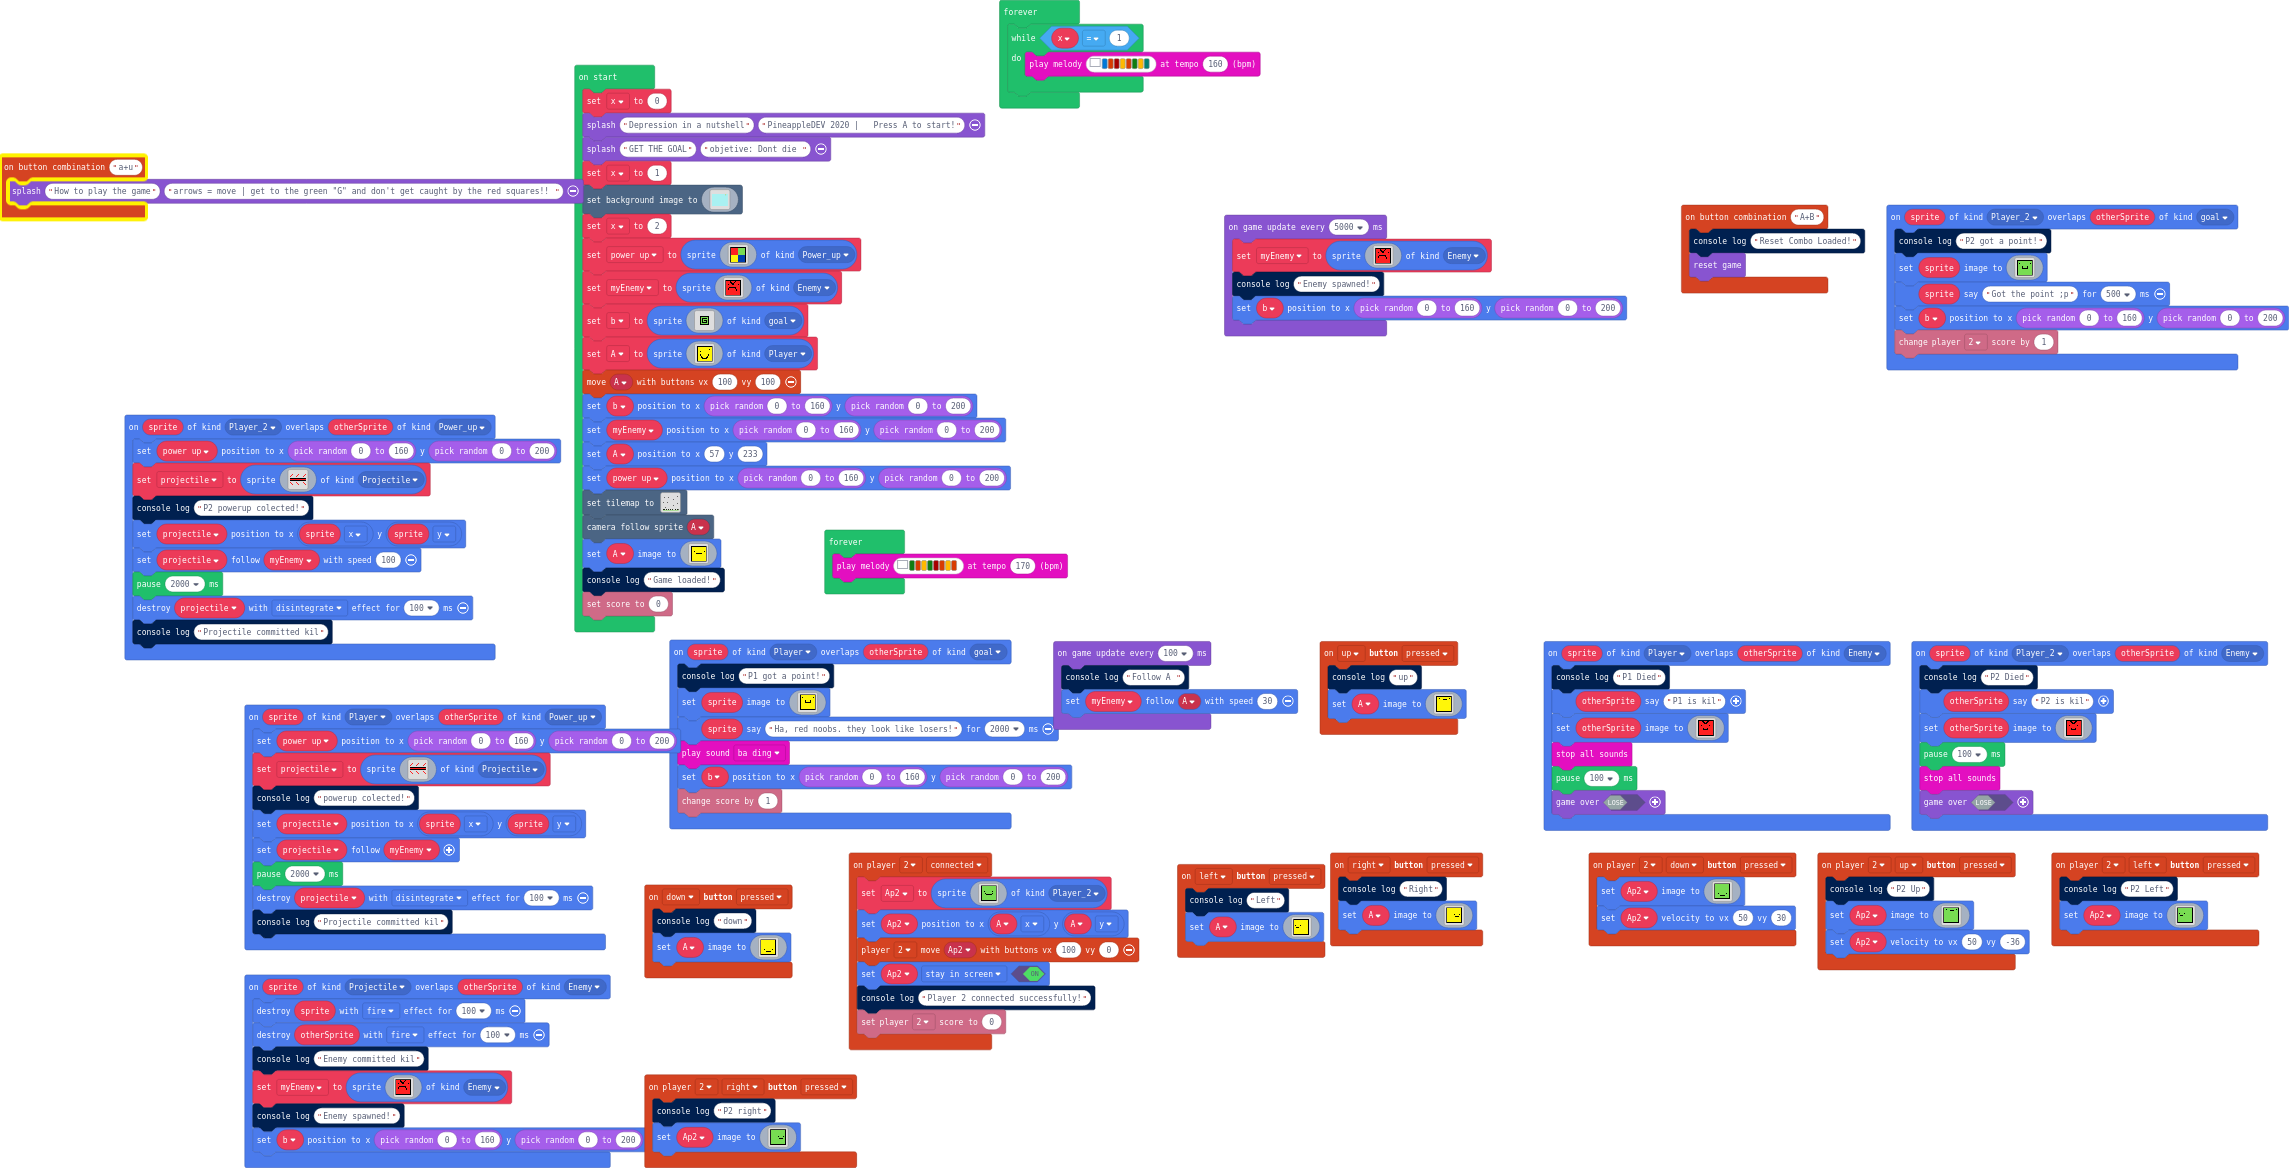 forever
while x = 1
do play melody at tempo 160 (bpm)
on start
set x to 0
splash "Depression in a nutshell" "PineappleDEV 2020 |   Press A to start!"
splash "GET THE GOAL" "objetive: Dont die "
set x to 1
set background image to
set x to 2
set power up to sprite of kind Power_up
set myEnemy to sprite of kind Enemy
set b to sprite of kind goal
set A to sprite of kind Player
move A with buttons vx 100 vy 100
set b position to x pick random 0 to 160 y pick random 0 to 200
set myEnemy position to x pick random 0 to 160 y pick random 0 to 200
set A position to x 57 y 233
set power up position to x pick random 0 to 160 y pick random 0 to 200
set tilemap to
camera follow sprite A
set A image to
console log "Game loaded!"
set score to 0
on button combination "a+u"
splash "How to play the game" "arrows = move | get to the green "G" and don't get caught by the red squares!! "
on game update every 5000 ms
set myEnemy to sprite of kind Enemy
console log "Enemy spawned!"
set b position to x pick random 0 to 160 y pick random 0 to 200
on button combination "A+B"
console log "Reset Combo Loaded!"
reset game
on sprite of kind Player_2 overlaps otherSprite of kind goal
console log "P2 got a point!"
set sprite image to
sprite say "Got the point ;p" for 500 ms
set b position to x pick random 0 to 160 y pick random 0 to 200
change player 2 score by 1
on sprite of kind Player_2 overlaps otherSprite of kind Power_up
set power up position to x pick random 0 to 160 y pick random 0 to 200
set projectile to sprite of kind Projectile
console log "P2 powerup colected!"
set projectile position to x sprite x y sprite y
set projectile follow myEnemy with speed 100
pause 2000 ms
destroy projectile with disintegrate effect for 100 ms
console log "Projectile committed kil"
forever
play melody at tempo 170 (bpm)
on sprite of kind Player overlaps otherSprite of kind goal
console log "P1 got a point!"
set sprite image to
sprite say "Ha, red noobs. they look like losers!" for 2000 ms
play sound ba ding
set b position to x pick random 0 to 160 y pick random 0 to 200
change score by 1
on game update every 100 ms
console log "Follow A "
set myEnemy follow A with speed 30
on up button pressed
console log "up"
set A image to
on sprite of kind Player overlaps otherSprite of kind Enemy
console log "P1 Died"
otherSprite say "P1 is kil"
set otherSprite image to
stop all sounds
pause 100 ms
game over LOSE
on sprite of kind Player_2 overlaps otherSprite of kind Enemy
console log "P2 Died"
otherSprite say "P2 is kil"
set otherSprite image to
pause 100 ms
stop all sounds
game over LOSE
on sprite of kind Player overlaps otherSprite of kind Power_up
set power up position to x pick random 0 to 160 y pick random 0 to 200
set projectile to sprite of kind Projectile
console log "powerup colected!"
set projectile position to x sprite x y sprite y
set projectile follow myEnemy
pause 2000 ms
destroy projectile with disintegrate effect for 100 ms
console log "Projectile committed kil"
on down button pressed
console log "down"
set A image to
on player 2 connected
set Ap2 to sprite of kind Player_2
set Ap2 position to x A x y A y
player 2 move Ap2 with buttons vx 100 vy 0
set Ap2 stay in screen ON
console log "Player 2 connected successfully!"
set player 2 score to 0
on left button pressed
console log "Left"
set A image to
on right button pressed
console log "Right"
set A image to
on player 2 down button pressed
set Ap2 image to
set Ap2 velocity to vx 50 vy 30
on player 2 up button pressed
console log "P2 Up"
set Ap2 image to
set Ap2 velocity to vx 50 vy -36
on player 2 left button pressed
console log "P2 Left"
set Ap2 image to
on sprite of kind Projectile overlaps otherSprite of kind Enemy
destroy sprite with fire effect for 100 ms
destroy otherSprite with fire effect for 100 ms
console log "Enemy committed kil"
set myEnemy to sprite of kind Enemy
console log "Enemy spawned!"
set b position to x pick random 0 to 160 y pick random 0 to 200
on player 2 right button pressed
console log "P2 right"
set Ap2 image to